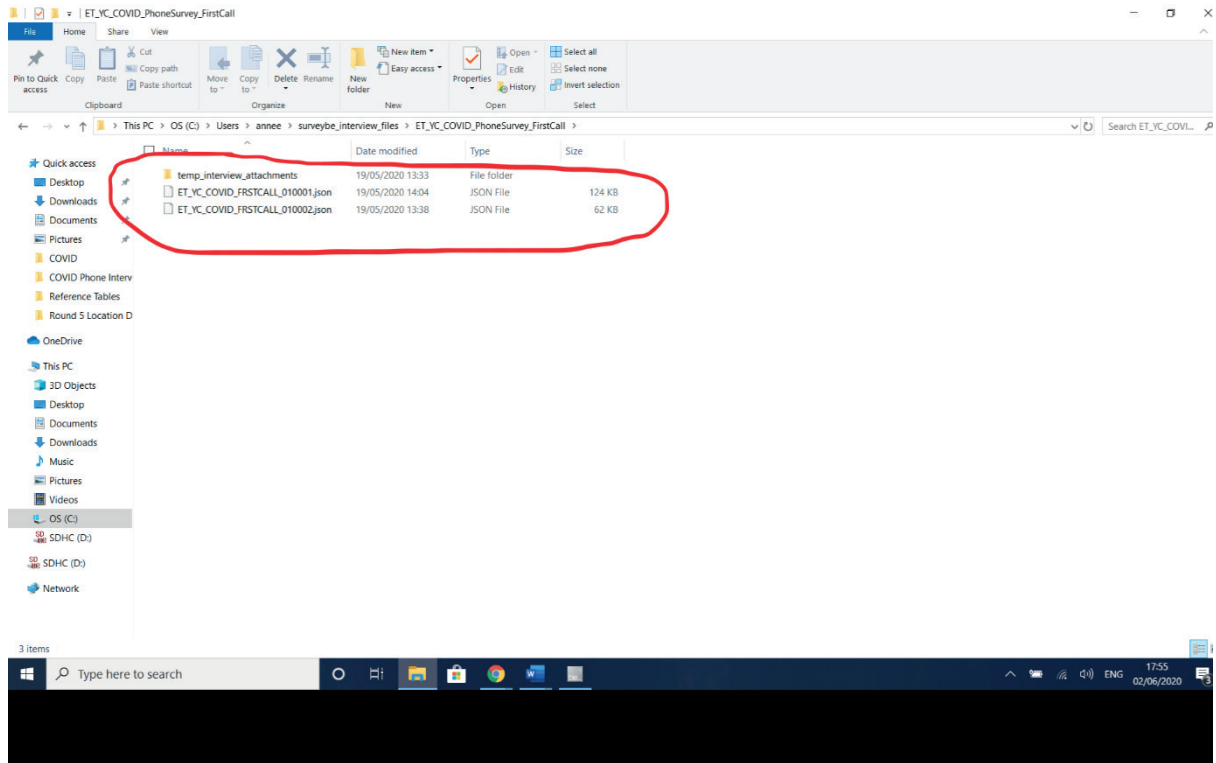 ET_YC_COVID_PhoneSurvey_FirstCall
File Home Share View
Pin to Quick access
Copy
Paste
Cut
Copy path
Paste shortcut
Clipboard
Move to
Copy to
Delete
Rename
Organize
New folder
New item
Easy access
New
Properties
Open
Edit
History
Open
Select all
Select none
Invert selection
Select
This PC > OS (C:) > Users > annee > surveybe_interview_files > ET_YC_COVID_PhoneSurvey_FirstCall >
Search ET_YC_COVI...
Name Date modified Type Size
temp_interview_attachments 19/05/2020 13:33 File folder
ET_YC_COVID_FRSTCALL_010001.json 19/05/2020 14:04 JSON File 124 KB
ET_YC_COVID_FRSTCALL_010002.json 19/05/2020 13:38 JSON File 62 KB
Quick access
Desktop
Downloads
Documents
Pictures
COVID
COVID Phone Interv
Reference Tables
Round 5 Location D
OneDrive
This PC
3D Objects
Desktop
Documents
Downloads
Music
Pictures
Videos
OS (C:)
SDHC (D:)
SDHC (D:)
Network
3 items
Type here to search
ENG
17:55
02/06/2020
3